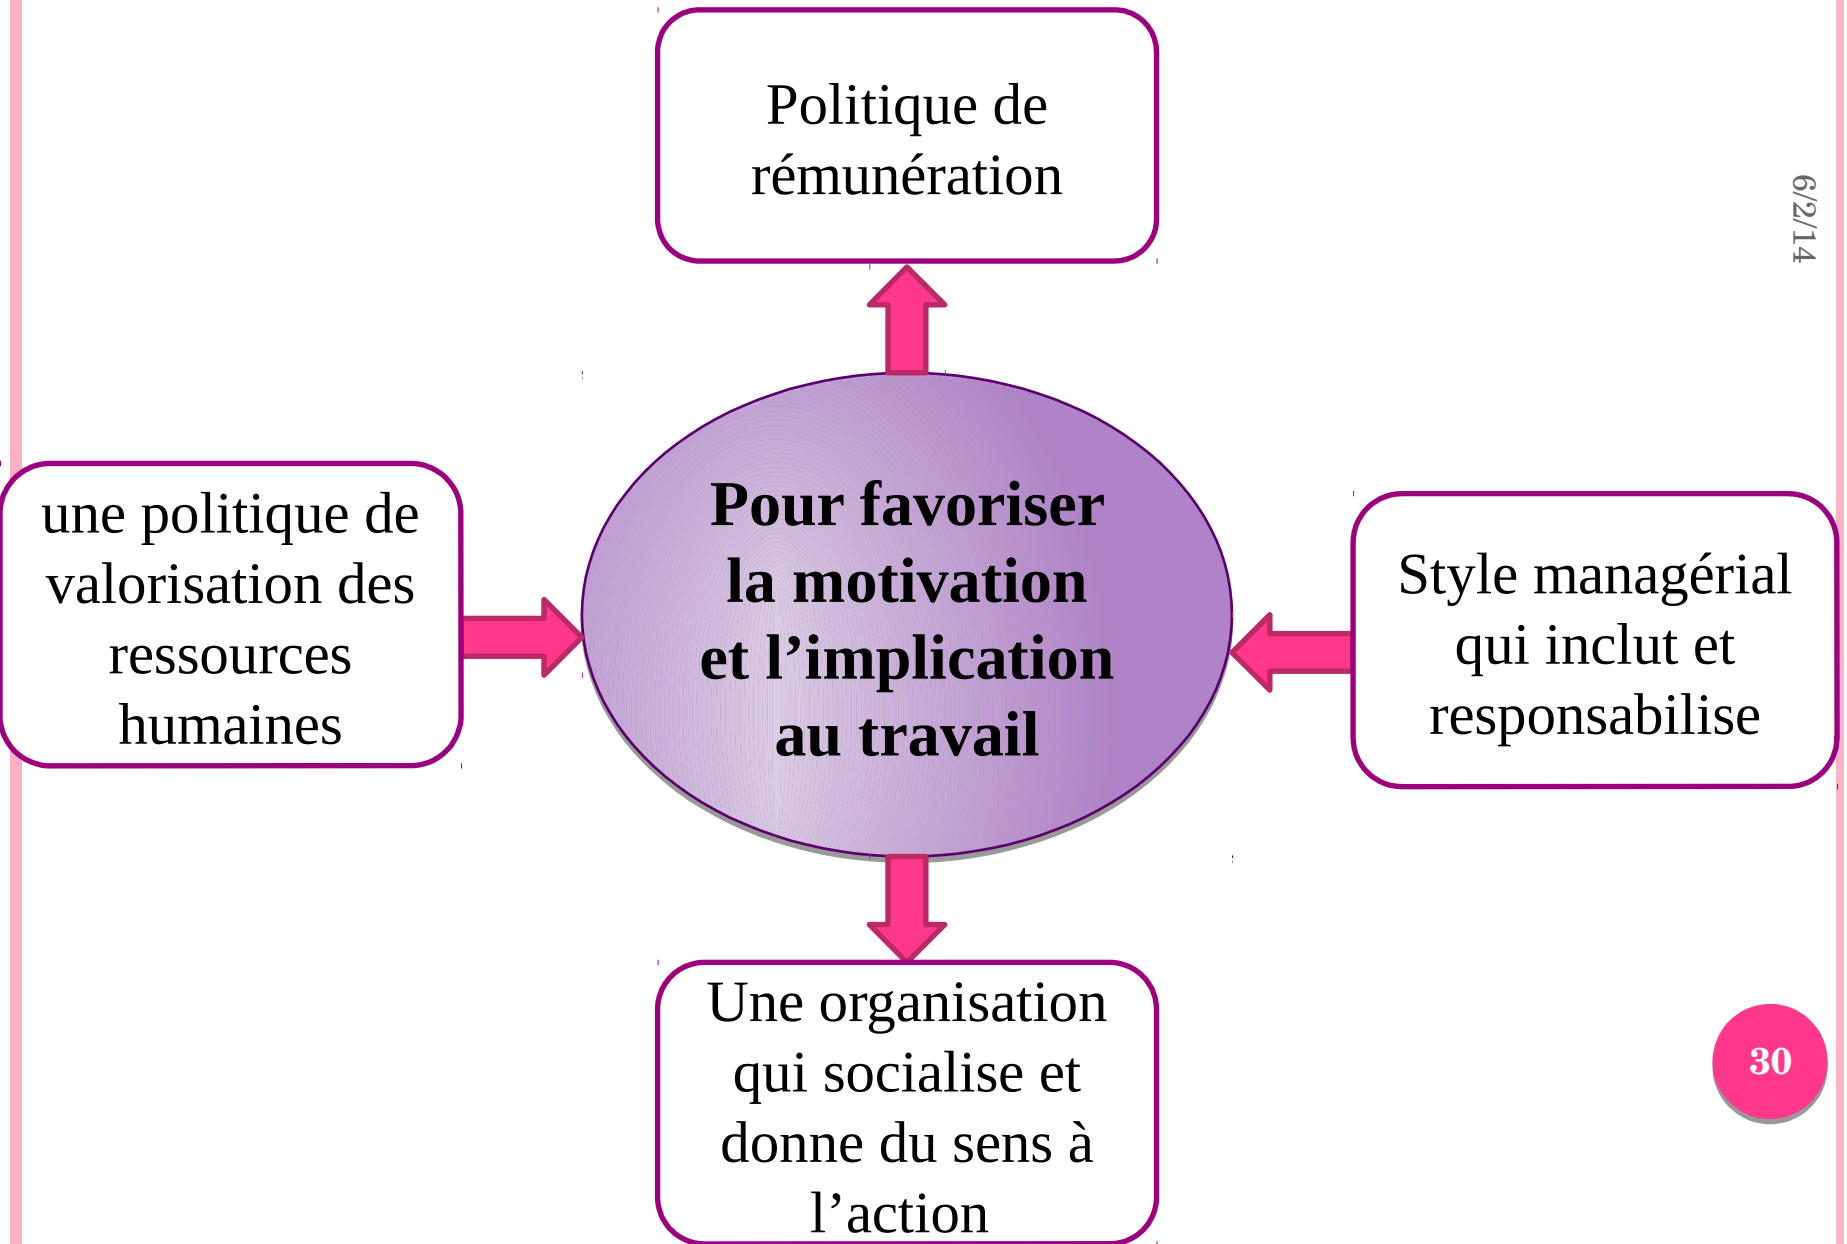 Politique de
rémunération
6/2/14
une politique de
valorisation des
ressources
humaines
Pour favoriser
la motivation
et l’implication
au travail
Style managérial
qui inclut et
responsabilise
Une organisation
qui socialise et
donne du sens à
l’action
30